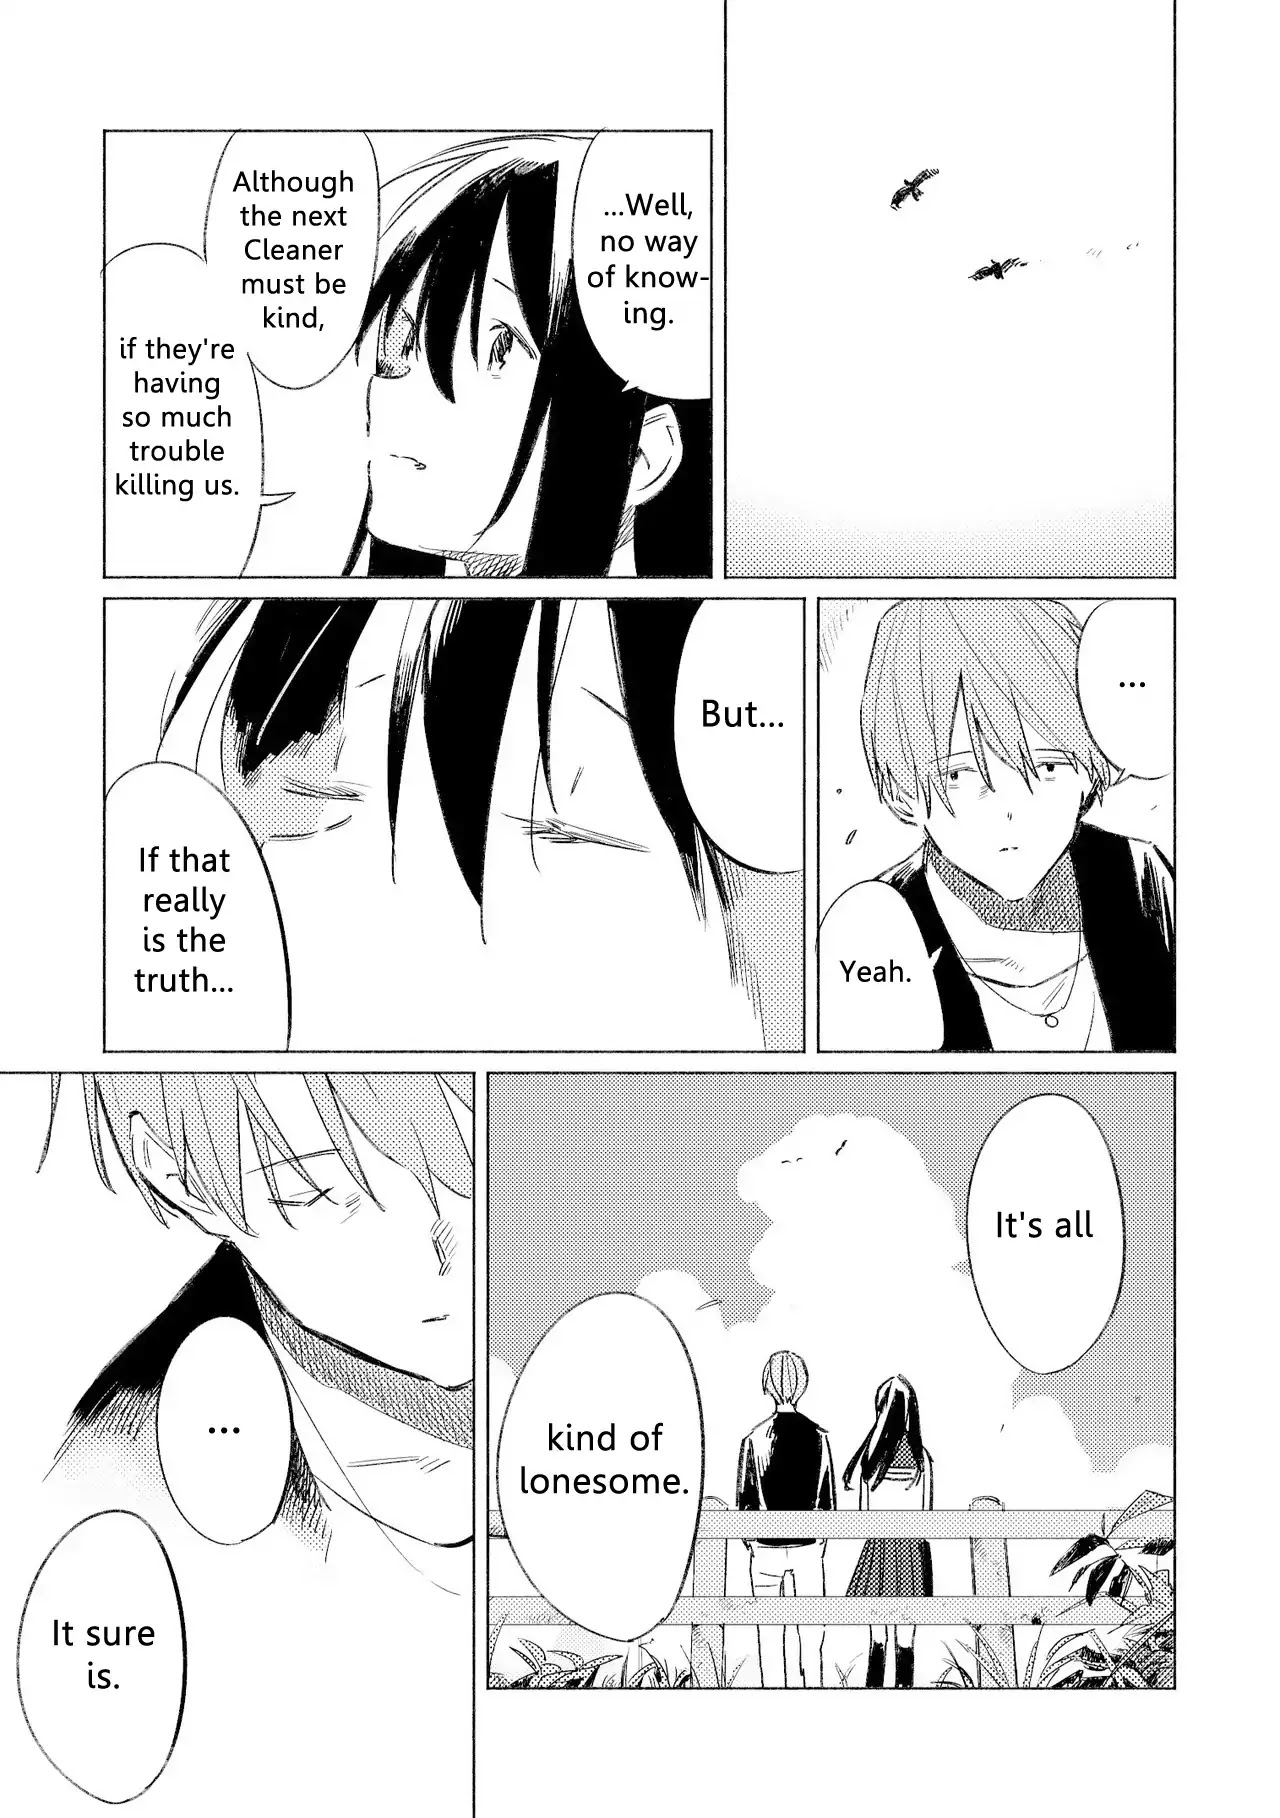 ...Well,
no way
of know-
ing.
Although
the next
Cleaner
must be
kind,
if they're
having
so much
trouble
killing us.
...
Yeah.
But...
If that
really
is the
truth...
It's all
kind of
lonesome.
...
It sure
is.